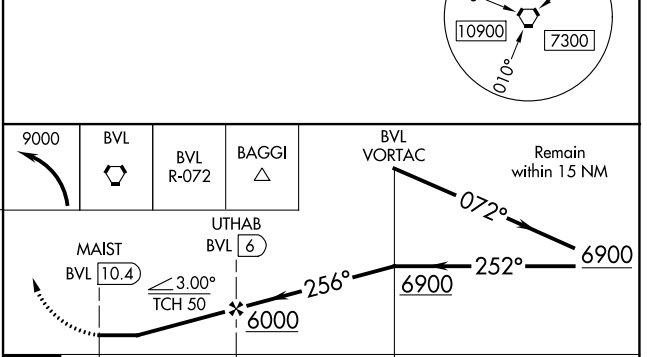 10900
7300
010°
9000
BVL
BVL
R-072
BAGGI
BVL
VORTAC
Remain
within 15 NM
072°
6900
252°
6900
UTHAB
BVL 6
256°
6000
MAIST
BVL 10.4
3.00°
TCH 50